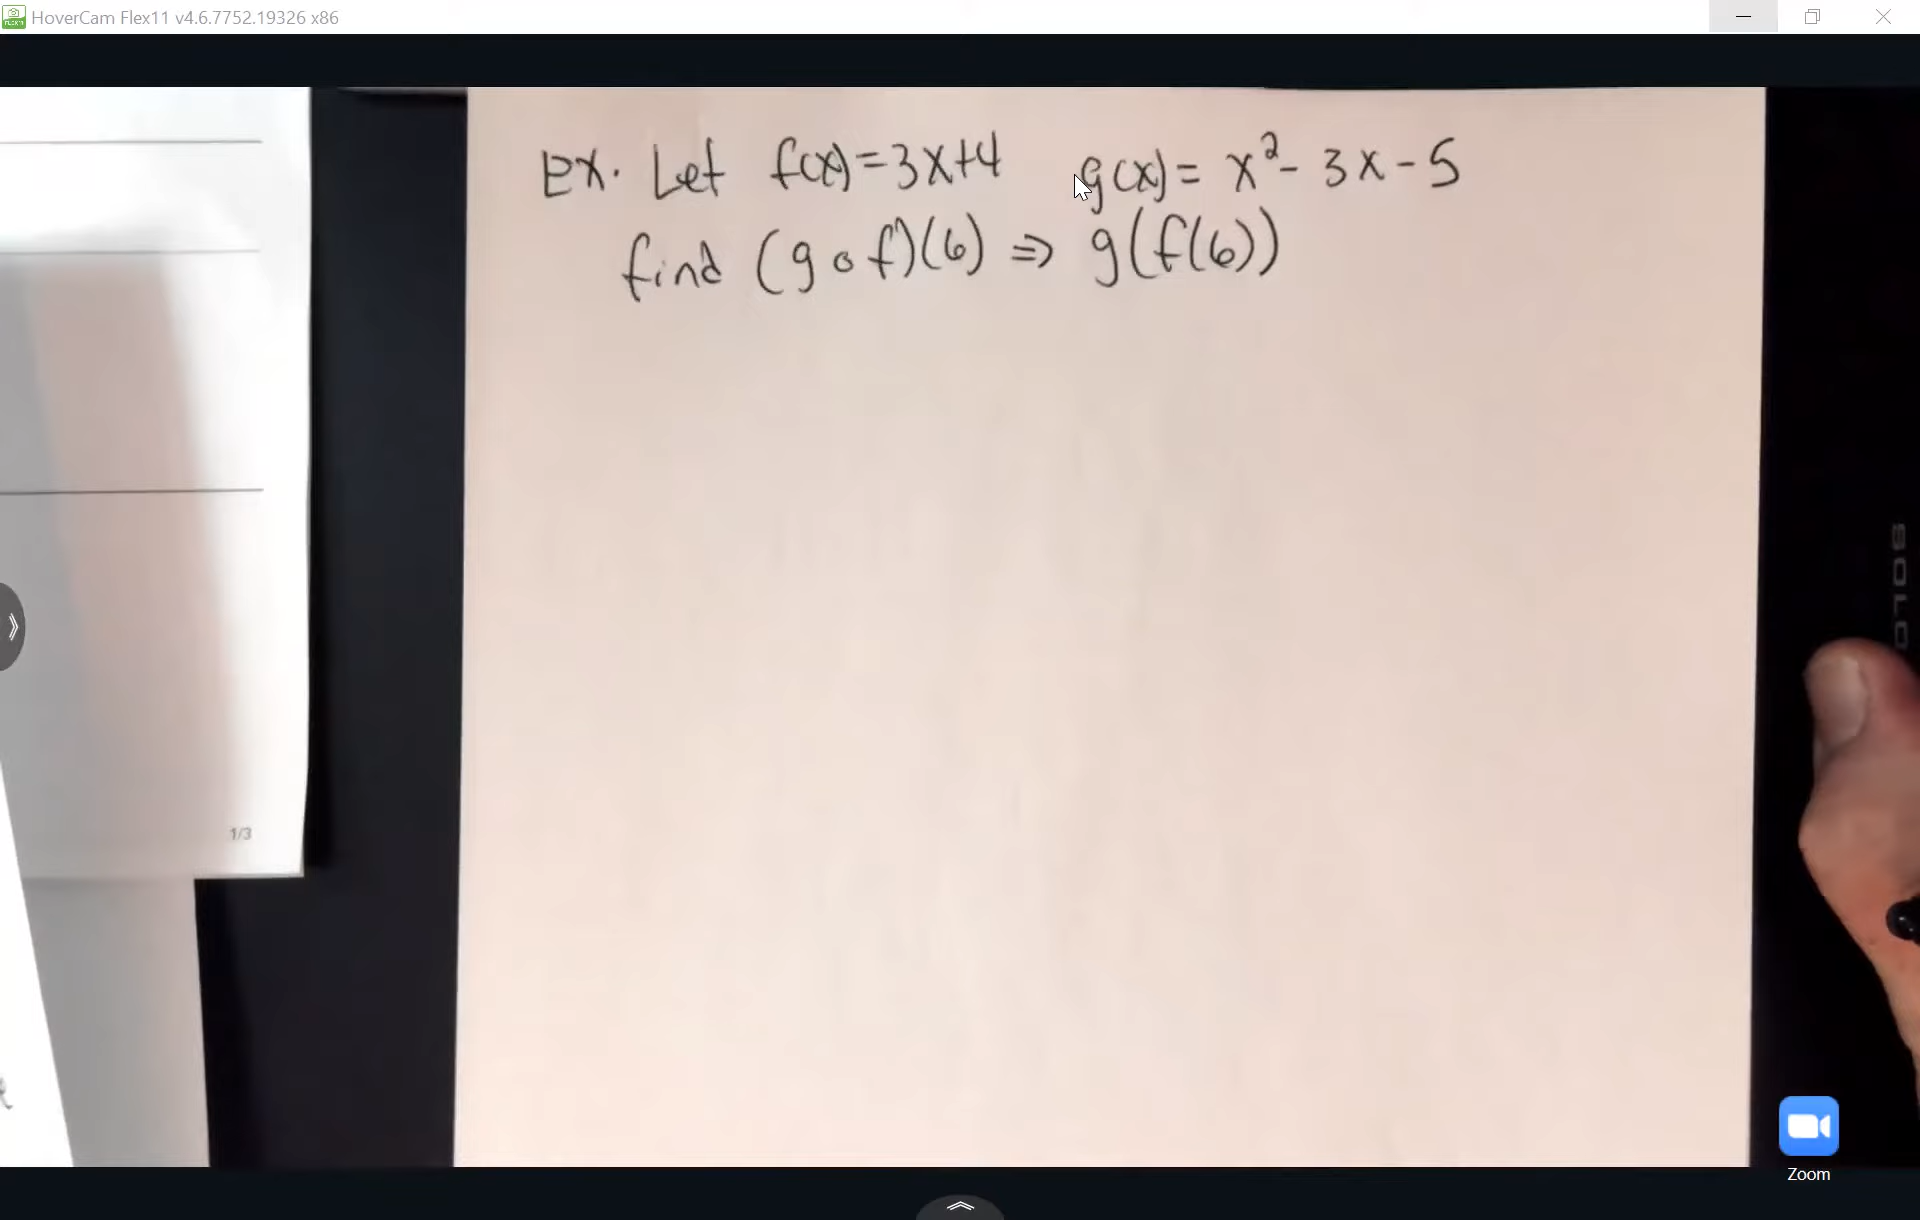 HoverCam Flex11 v4.6.7752.19326 x86
Ex. Let f(x)=3x+4 g(x)= x²- 3x-5
find (g∘f)(6) ⇒ g(f(6))
1/3
Zoom